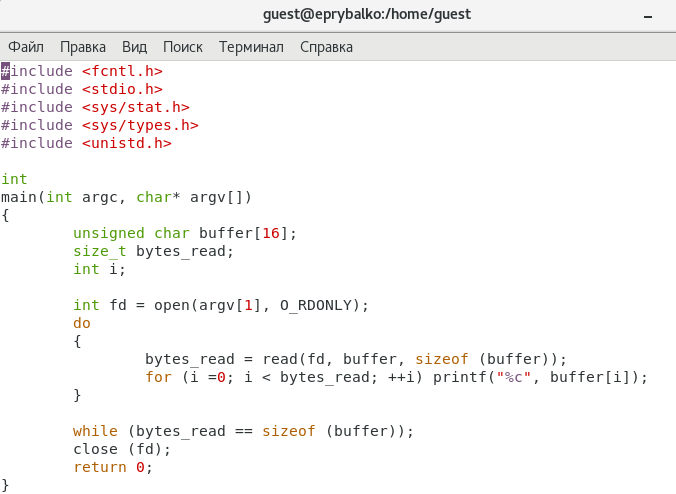 guest@eprybalko:/home/guest
Файл Правка Вид Поиск Терминал Справка
#include <fcntl.h>
#include <stdio.h>
#include <sys/stat.h>
#include <sys/types.h>
#include <unistd.h>

int
main(int argc, char* argv[])
{
        unsigned char buffer[16];
        size_t bytes_read;
        int i;

        int fd = open(argv[1], O_RDONLY);
        do
        {
                bytes_read = read(fd, buffer, sizeof (buffer));
                for (i =0; i < bytes_read; ++i) printf("%c", buffer[i]);
        }

        while (bytes_read == sizeof (buffer));
        close (fd);
        return 0;
}